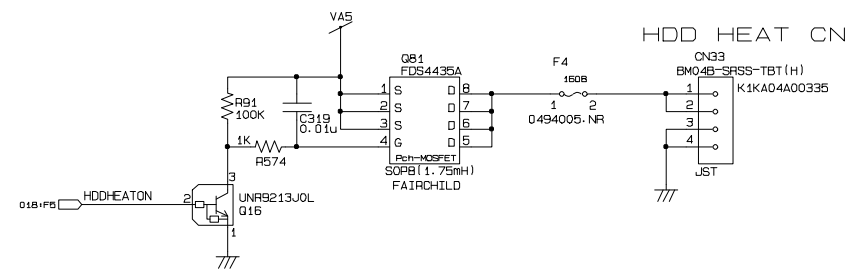 VA5
HDD HEAT CN
Q81
FDS4435A
F4
160B
CN33
BM04B-SRSS-TBT(H)
K1KA04A00335
R91
100K
C319
0.01u
1 S D 8
2 S D 7
3 S D 6
4 G D 5
1 2
0494005.NR
1
2
3
4
1K
R574
Pch-MOSFET
SOP8(1.75mH)
FAIRCHILD
JST
HDDHEATON
018:F5
2
3
1
UNR9213J0L
Q16